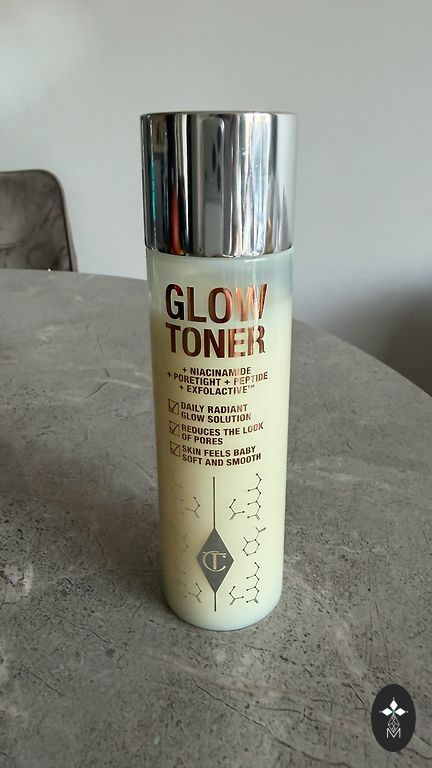 GLOW
TONER
+ NIACINAMIDE
+ PORETIGHT + PEPTIDE
+ EXFOLACTIVE™
DAILY RADIANT
GLOW SOLUTION
REDUCES THE LOOK
OF PORES
SKIN FEELS BABY
SOFT AND SMOOTH
CT
M